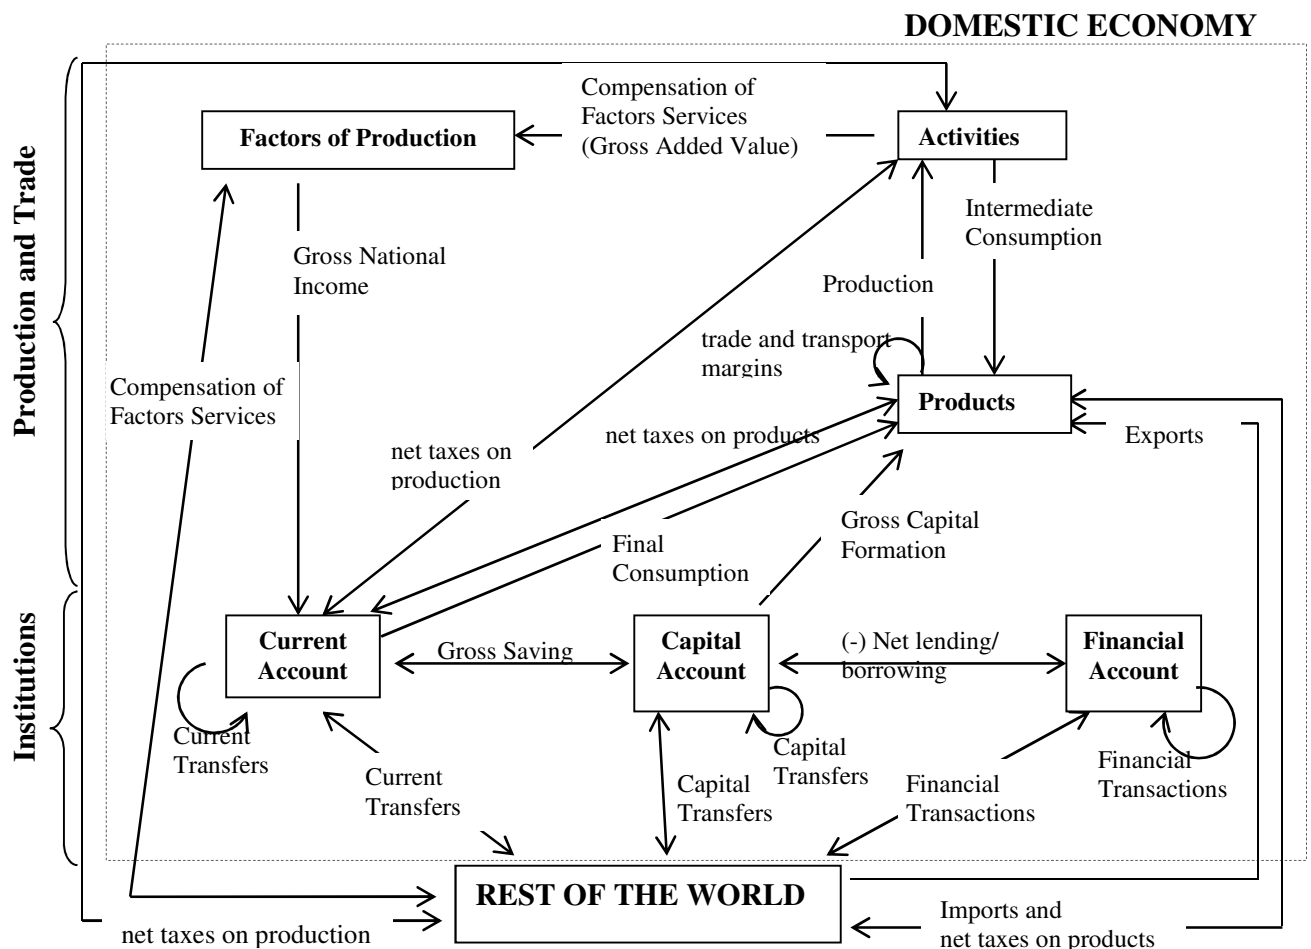 DOMESTIC ECONOMY
Production and Trade
Institutions
Compensation of
Factors Services
(Gross Added Value)
Factors of Production
Activities
Intermediate
Consumption
Gross National
Income
Production
trade and transport
margins
Compensation of
Factors Services
Products
net taxes on products
Exports
net taxes on
production
Gross Capital
Formation
Final
Consumption
Current
Account
Gross Saving
Capital
Account
(-) Net lending/
borrowing
Financial
Account
Current
Transfers
Current
Transfers
Capital
Transfers
Capital
Transfers
Financial
Transactions
Financial
Transactions
REST OF THE WORLD
net taxes on production
Imports and
net taxes on products